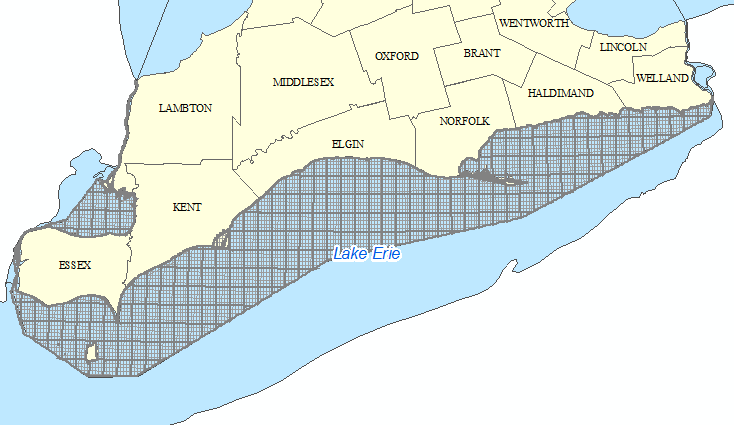 WENTWORTH
LINCOLN
OXFORD
BRANT
WELLAND
MIDDLESEX
HALDIMAND
LAMBTON
NORFOLK
ELGIN
KENT
Lake Erie
ESSEX